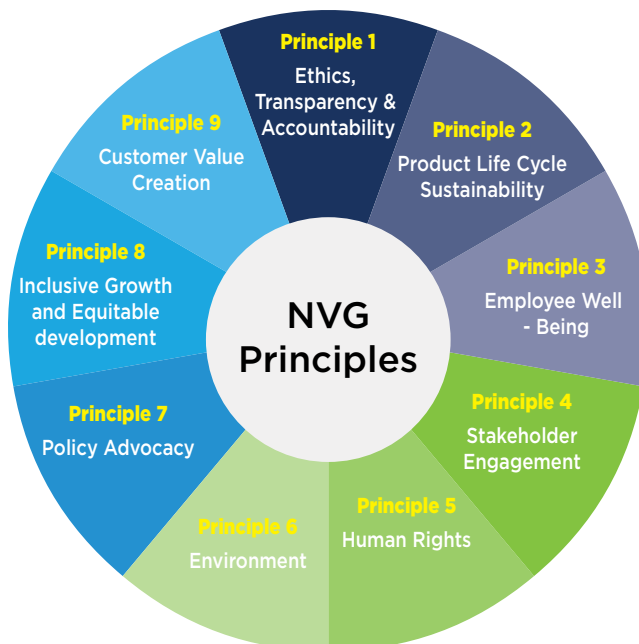 Principle 1
Ethics,
Transparency &
Accountability
Principle 2
Product Life Cycle
Sustainability
Principle 3
Employee Well
- Being
Principle 4
Stakeholder
Engagement
Principle 5
Human Rights
Principle 6
Environment
Principle 7
Policy Advocacy
Principle 8
Inclusive Growth
and Equitable
development
Principle 9
Customer Value
Creation
NVG
Principles